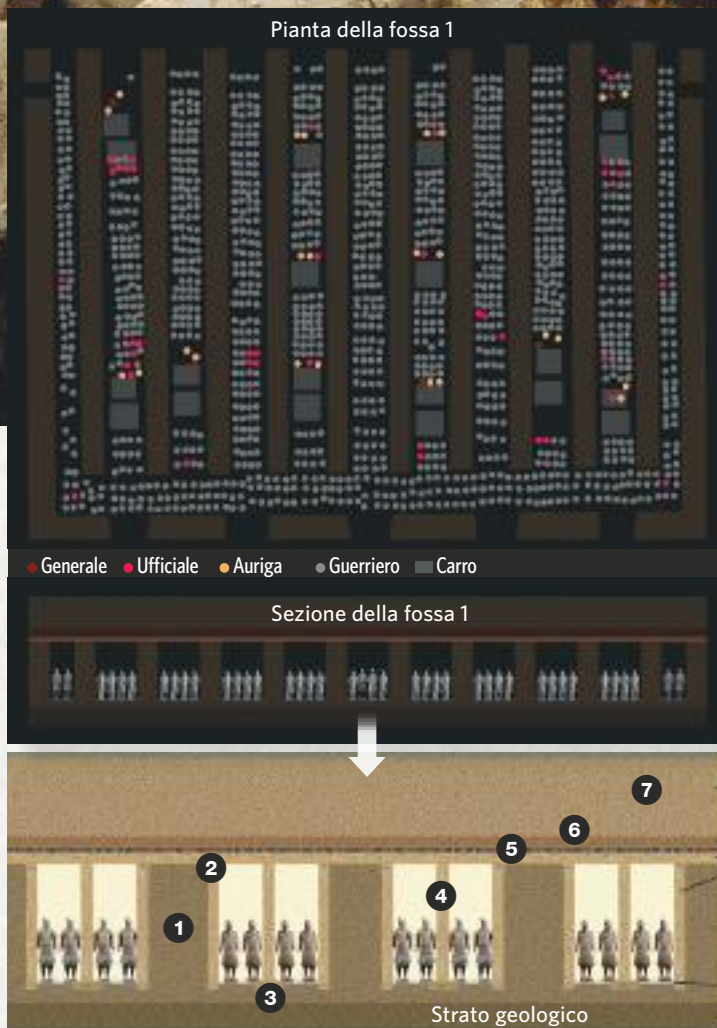 Pianta della fossa 1
Generale Ufficiale Auriga Guerriero Carro
Sezione della fossa 1
7
6
5
2
4
1
3
Strato geologico